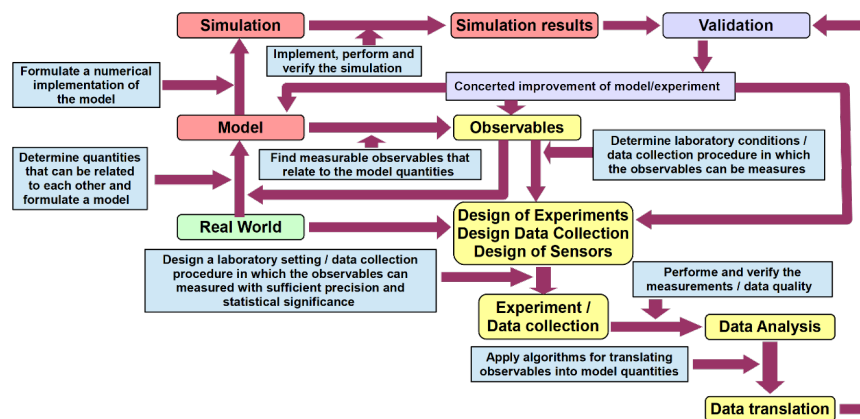 Simulation
Simulation results
Validation
Implement, perform and
verify the simulation
Formulate a numerical
implementation of
the model
Concerted improvement of model/experiment
Model
Observables
Determine quantities
that can be related
to each other and
formulate a model
Find measurable observables that
relate to the model quantities
Determine laboratory conditions /
data collection procedure in which
the observables can be measures
Real World
Design of Experiments
Design Data Collection
Design of Sensors
Design a laboratory setting / data collection
procedure in which the observables can
measured with sufficient precision and
statistical significance
Performe and verify the
measurements / data quality
Experiment /
Data collection
Data Analysis
Apply algorithms for translating
observables into model quantities
Data translation